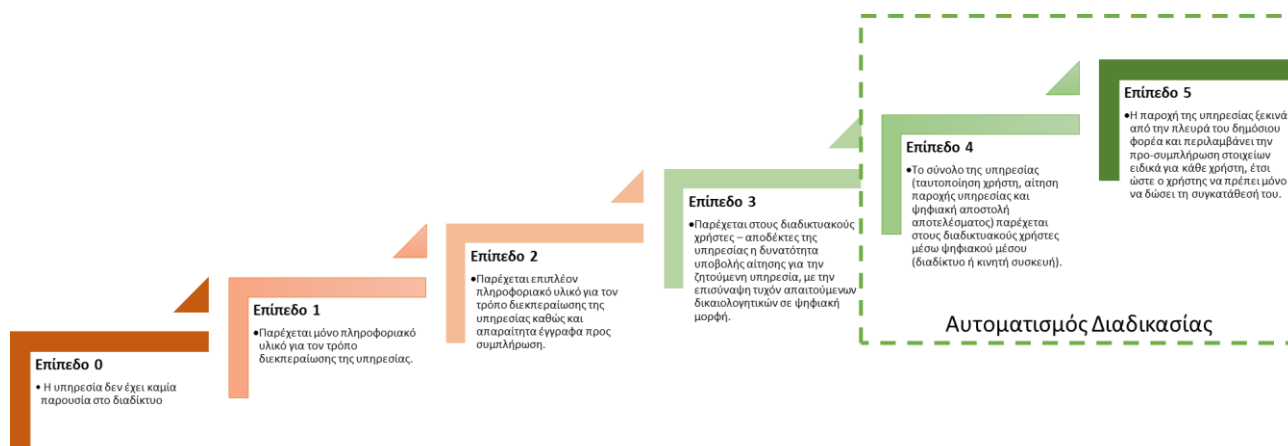 Επίπεδο 0
• Η υπηρεσία δεν έχει καμία
παρουσία στο διαδίκτυο
Επίπεδο 1
•Παρέχεται μόνο πληροφοριακό
υλικό για τον τρόπο
διεκπεραίωσης της υπηρεσίας.
Επίπεδο 2
•Παρέχεται επιπλέον
πληροφοριακό υλικό για τον
τρόπο διεκπεραίωσης της
υπηρεσίας καθώς και
απαραίτητα έγγραφα προς
συμπλήρωση.
Επίπεδο 3
•Παρέχεται στους διαδικτυακούς
χρήστες – αποδέκτες της
υπηρεσίας η δυνατότητα
υποβολής αίτησης για την
ζητούμενη υπηρεσία, με την
επισύναψη τυχόν απαιτούμενων
δικαιολογητικών σε ψηφιακή
μορφή.
Επίπεδο 4
•Το σύνολο της υπηρεσίας
(ταυτοποίηση χρήστη, αίτηση
παροχής υπηρεσίας και
ψηφιακή αποστολή
αποτελέσματος) παρέχεται
στους διαδικτυακούς χρήστες
μέσω ψηφιακού μέσου
(διαδίκτυο ή κινητή συσκευή).
Επίπεδο 5
•Η παροχή της υπηρεσίας ξεκινά
από την πλευρά του δημόσιου
φορέα και περιλαμβάνει την
προ-συμπλήρωση στοιχείων
ειδικά για κάθε χρήστη, έτσι
ώστε ο χρήστης να πρέπει μόνο
να δώσει τη συγκατάθεσή του.
Αυτοματισμός Διαδικασίας